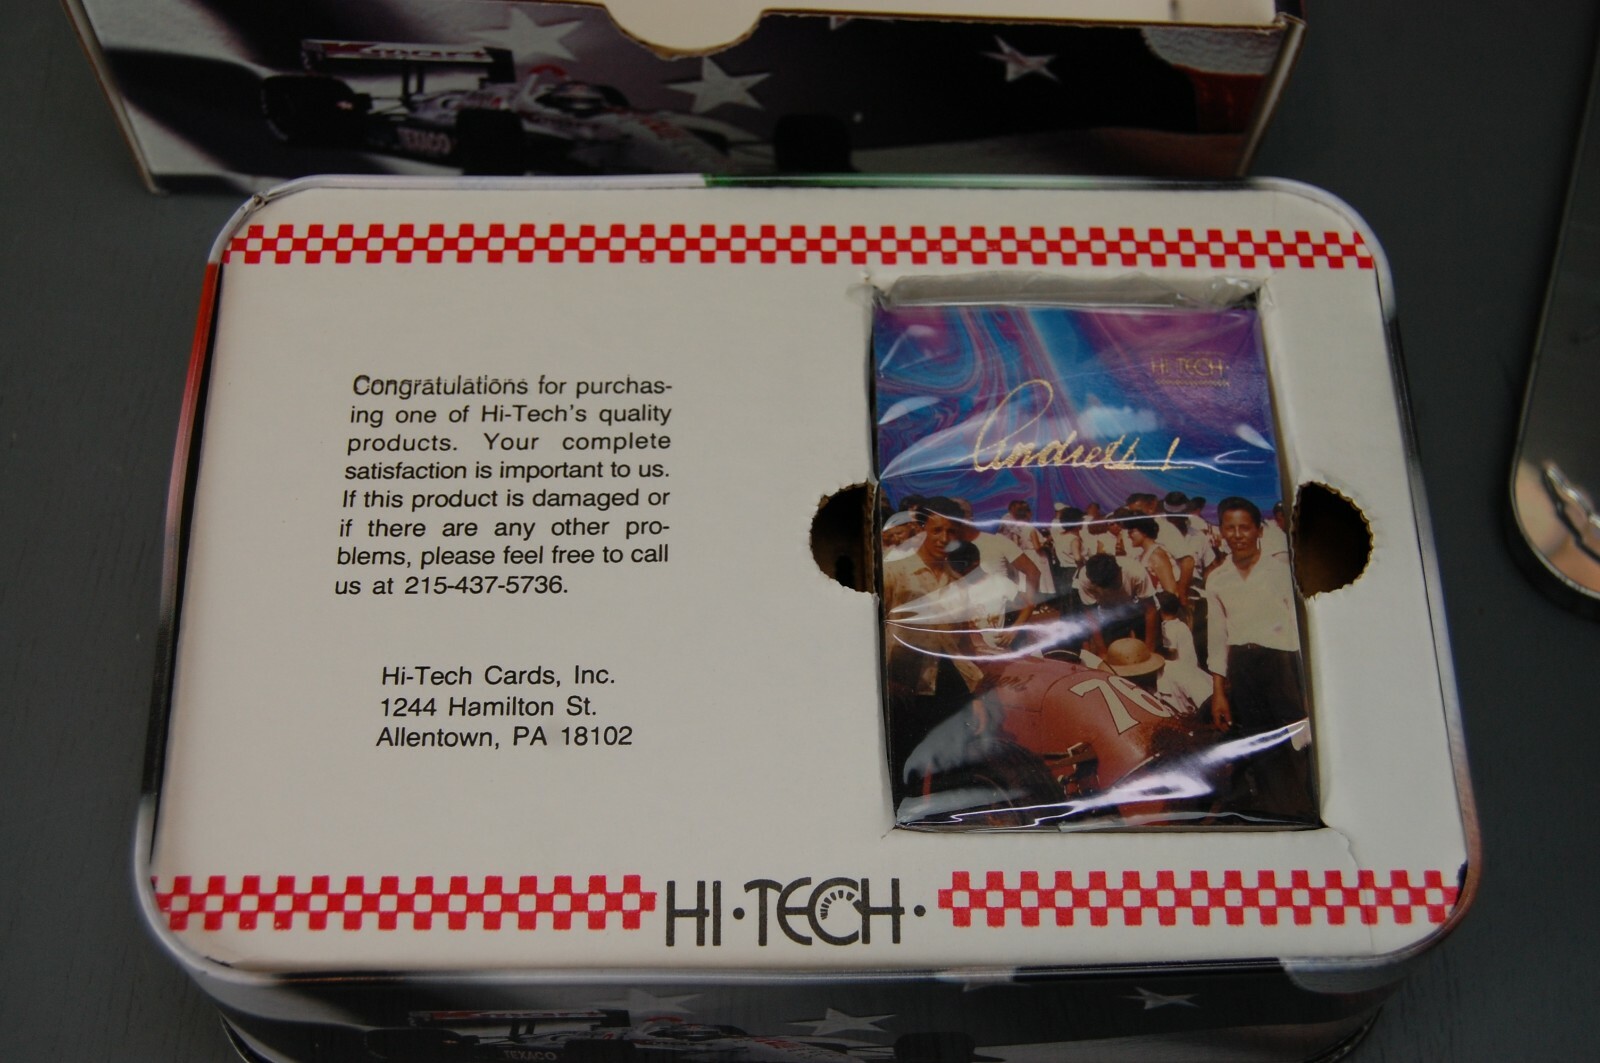 TEXACO
Congratulations for purchas-
ing one of Hi-Tech's quality
products. Your complete
satisfaction is important to us.
If this product is damaged or
if there are any other pro-
blems, please feel free to call
us at 215-437-5736.
Hi-Tech Cards, Inc.
1244 Hamilton St.
Allentown, PA 18102
HI TECH
Andretti
76
HI·TECH·
TEXACO